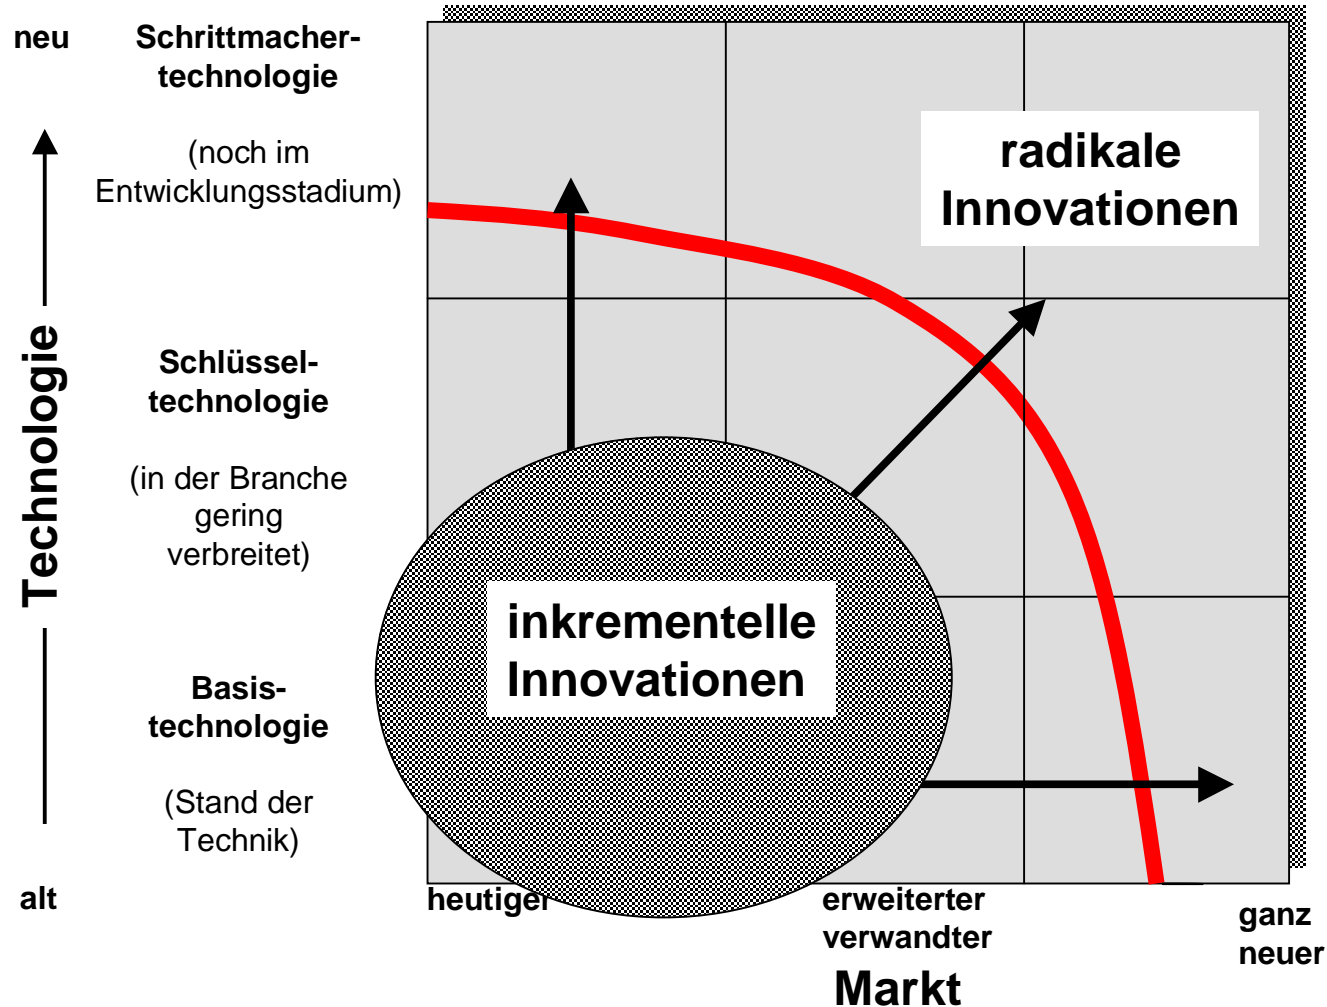 neu
Schrittmacher-
technologie
(noch im
Entwicklungsstadium)
radikale
Innovationen
Technologie
Schlüssel-
technologie
(in der Branche
gering
verbreitet)
inkrementelle
Innovationen
Basis-
technologie
(Stand der
Technik)
alt
heutiger
erweiterter
verwandter
ganz
neuer
Markt